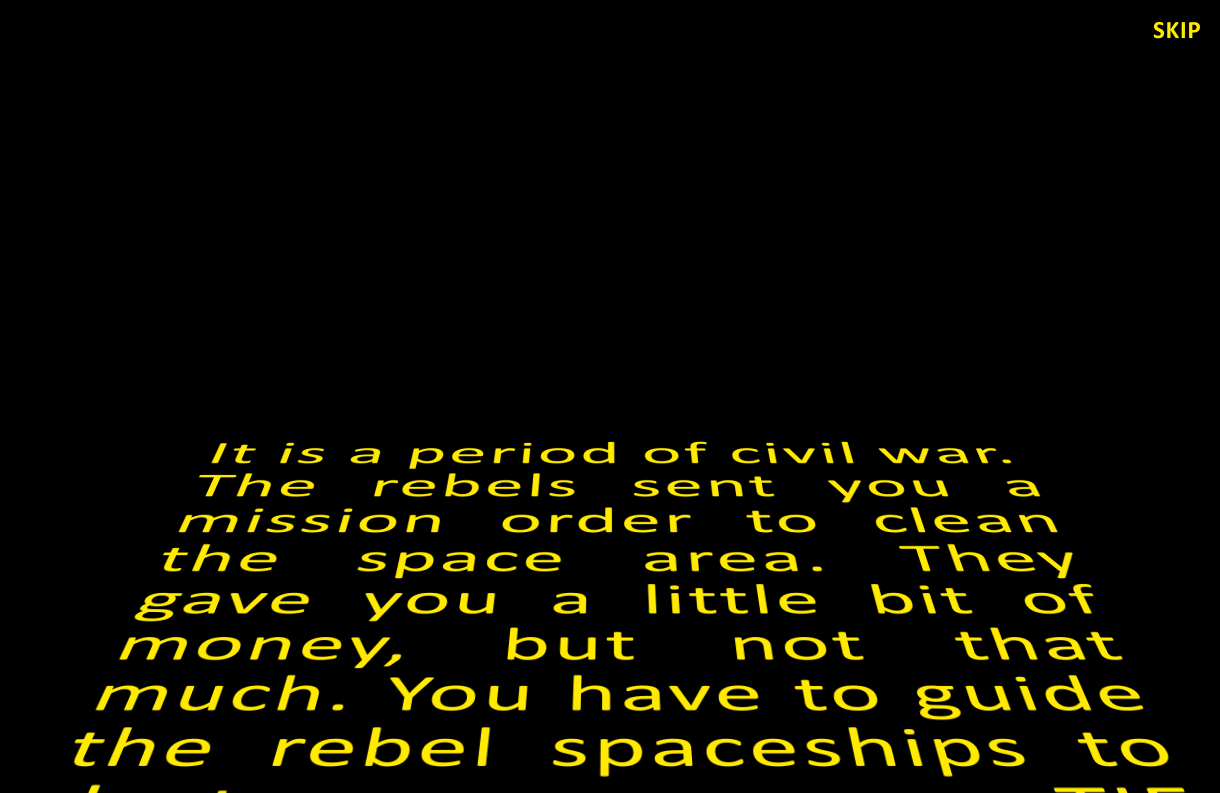 SKIP
It is a period of civil war.
The rebels sent you a
mission order to clean
the space area. They
gave you a little bit of
money, but not that
much. You have to guide
the rebel spaceships to